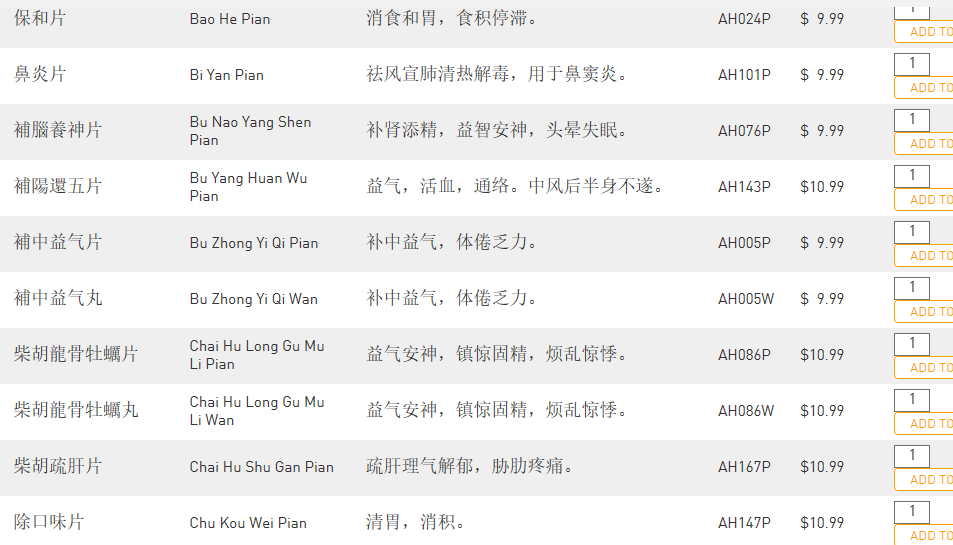 保和片 Bao He Pian 消食和胃，食积停滞。 AH024P $ 9.99 1
ADD TO
鼻炎片 Bi Yan Pian 祛风宣肺清热解毒，用于鼻窦炎。 AH101P $ 9.99 1
ADD TO
補腦養神片 Bu Nao Yang Shen Pian 补肾添精，益智安神，头晕失眠。 AH076P $ 9.99 1
ADD TO
補陽還五片 Bu Yang Huan Wu Pian 益气，活血，通络。中风后半身不遂。 AH143P $10.99 1
ADD TO
補中益气片 Bu Zhong Yi Qi Pian 补中益气，体倦乏力。 AH005P $ 9.99 1
ADD TO
補中益气丸 Bu Zhong Yi Qi Wan 补中益气，体倦乏力。 AH005W $ 9.99 1
ADD TO
柴胡龍骨牡蠣片 Chai Hu Long Gu Mu Li Pian 益气安神，镇惊固精，烦乱惊悸。 AH086P $10.99 1
ADD TO
柴胡龍骨牡蠣丸 Chai Hu Long Gu Mu Li Wan 益气安神，镇惊固精，烦乱惊悸。 AH086W $10.99 1
ADD TO
柴胡疏肝片 Chai Hu Shu Gan Pian 疏肝理气解郁，胁肋疼痛。 AH167P $10.99 1
ADD TO
除口味片 Chu Kou Wei Pian 清胃，消积。 AH147P $10.99 1
ADD TO